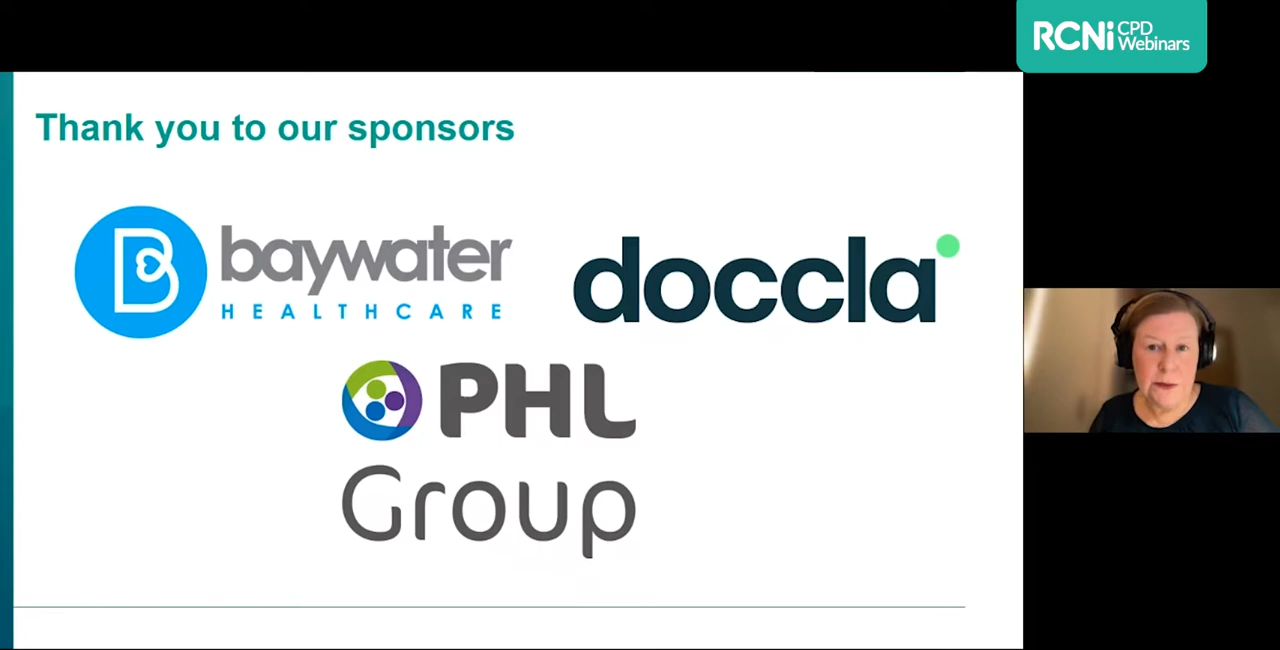 RCNi CPD
Webinars
Thank you to our sponsors
B baywater
HEALTHCARE
doccla
PHL
Group